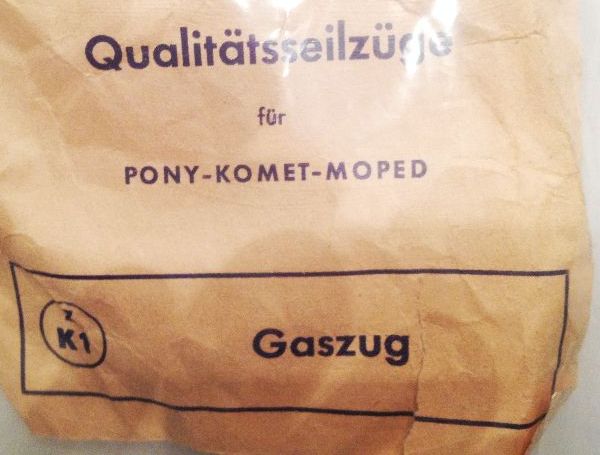 Qualitätsseilzüge
für
PONY-KOMET-MOPED
z
K1
Gaszug